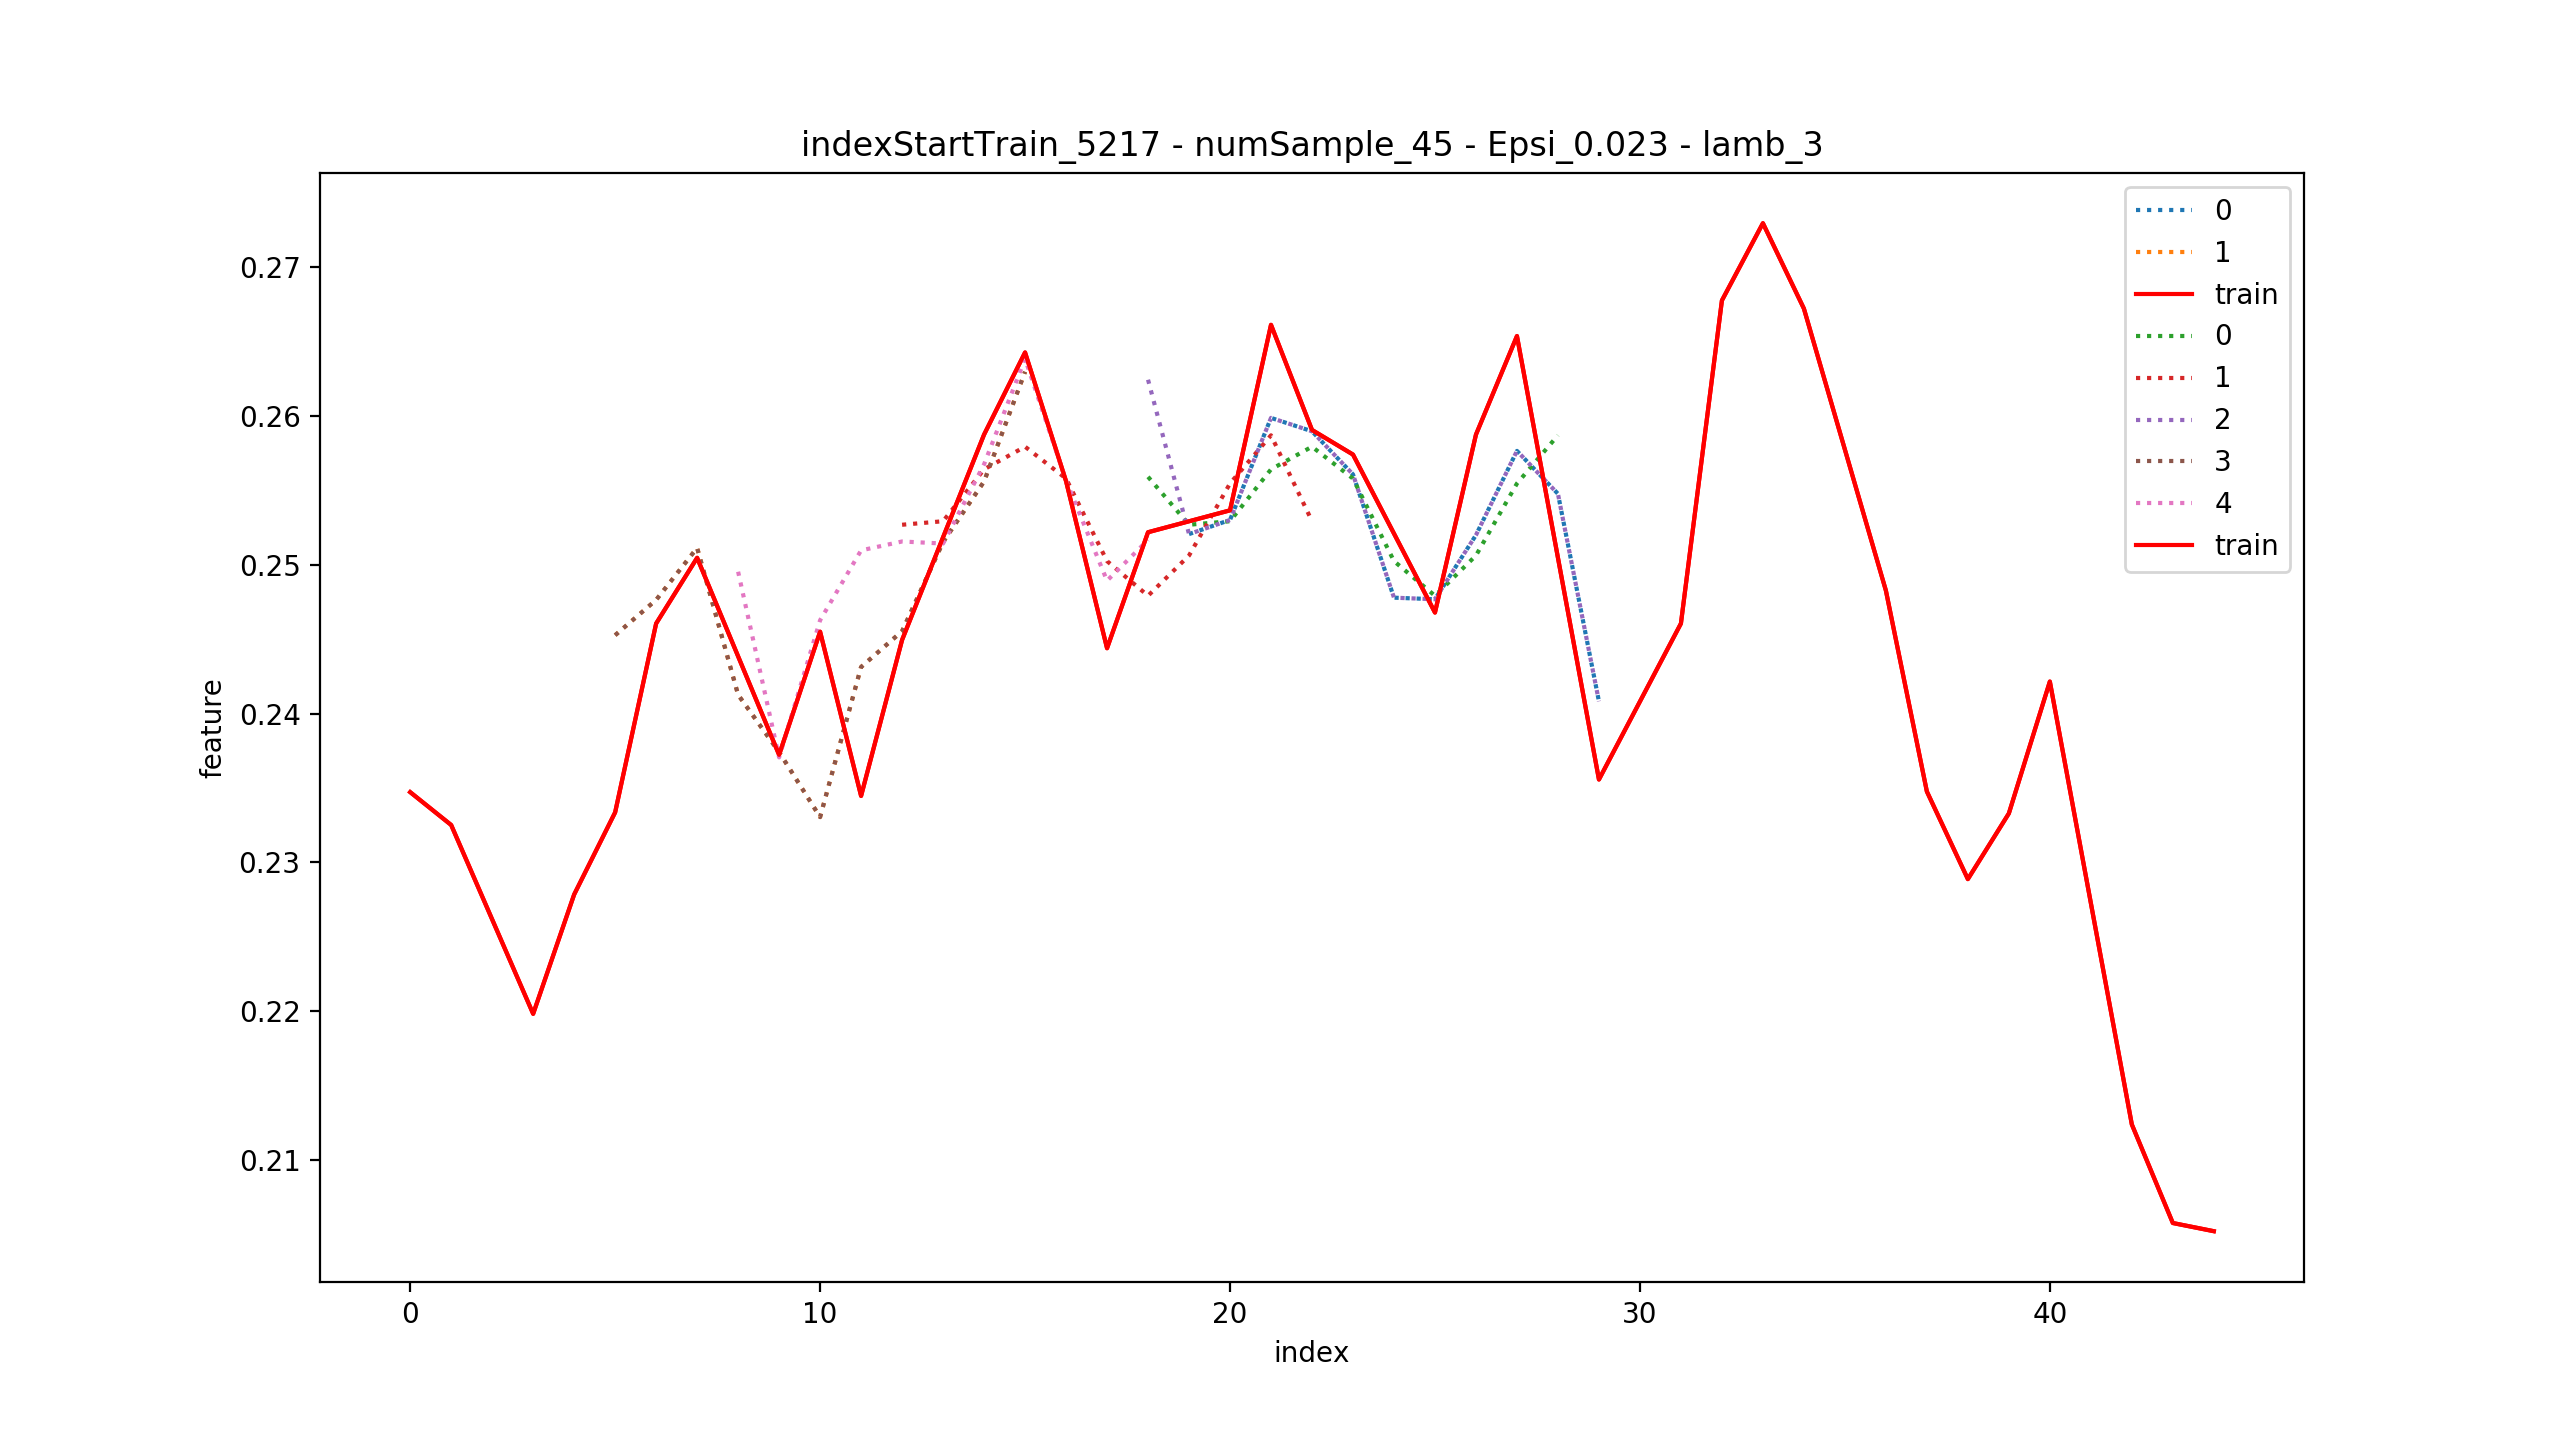 indexStartTrain_5217 - numSample_45 - Epsi_0.023 - lamb_3
0
1
train
0
1
2
3
4
train
0.27
0.26
0.25
0.24
0.23
0.22
0.21
feature
0 10 20 30 40
index